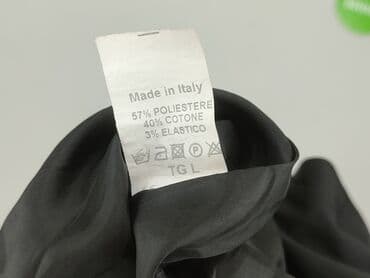 Made in Italy
57% POLIESTERE
40% COTONE
3% ELASTICO
TG L